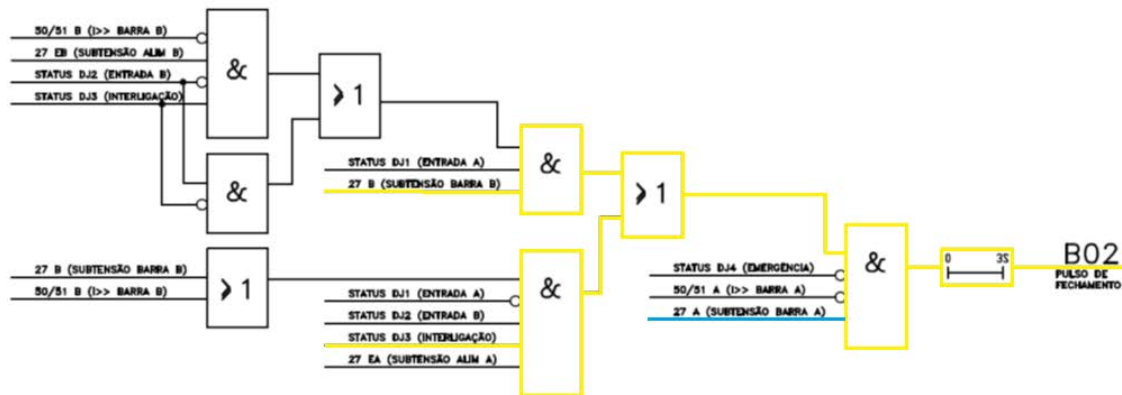 50/51 B (I>> BARRA B)
27 EB (SUBTENSÃO ALIM B)
STATUS DJ2 (ENTRADA B)
STATUS DJ3 (INTERLIGAÇÃO)
&
> 1
&
STATUS DJ1 (ENTRADA A)
27 B (SUBTENSÃO BARRA B)
&
> 1
27 B (SUBTENSÃO BARRA B)
50/51 B (I>> BARRA B)
> 1
STATUS DJ1 (ENTRADA A)
STATUS DJ2 (ENTRADA B)
STATUS DJ3 (INTERLIGAÇÃO)
27 EA (SUBTENSÃO ALIM A)
&
STATUS DJ4 (EMERGÊNCIA)
50/51 A (I>> BARRA A)
27 A (SUBTENSÃO BARRA A)
&
0 3S
B02
PULSO DE
FECHAMENTO